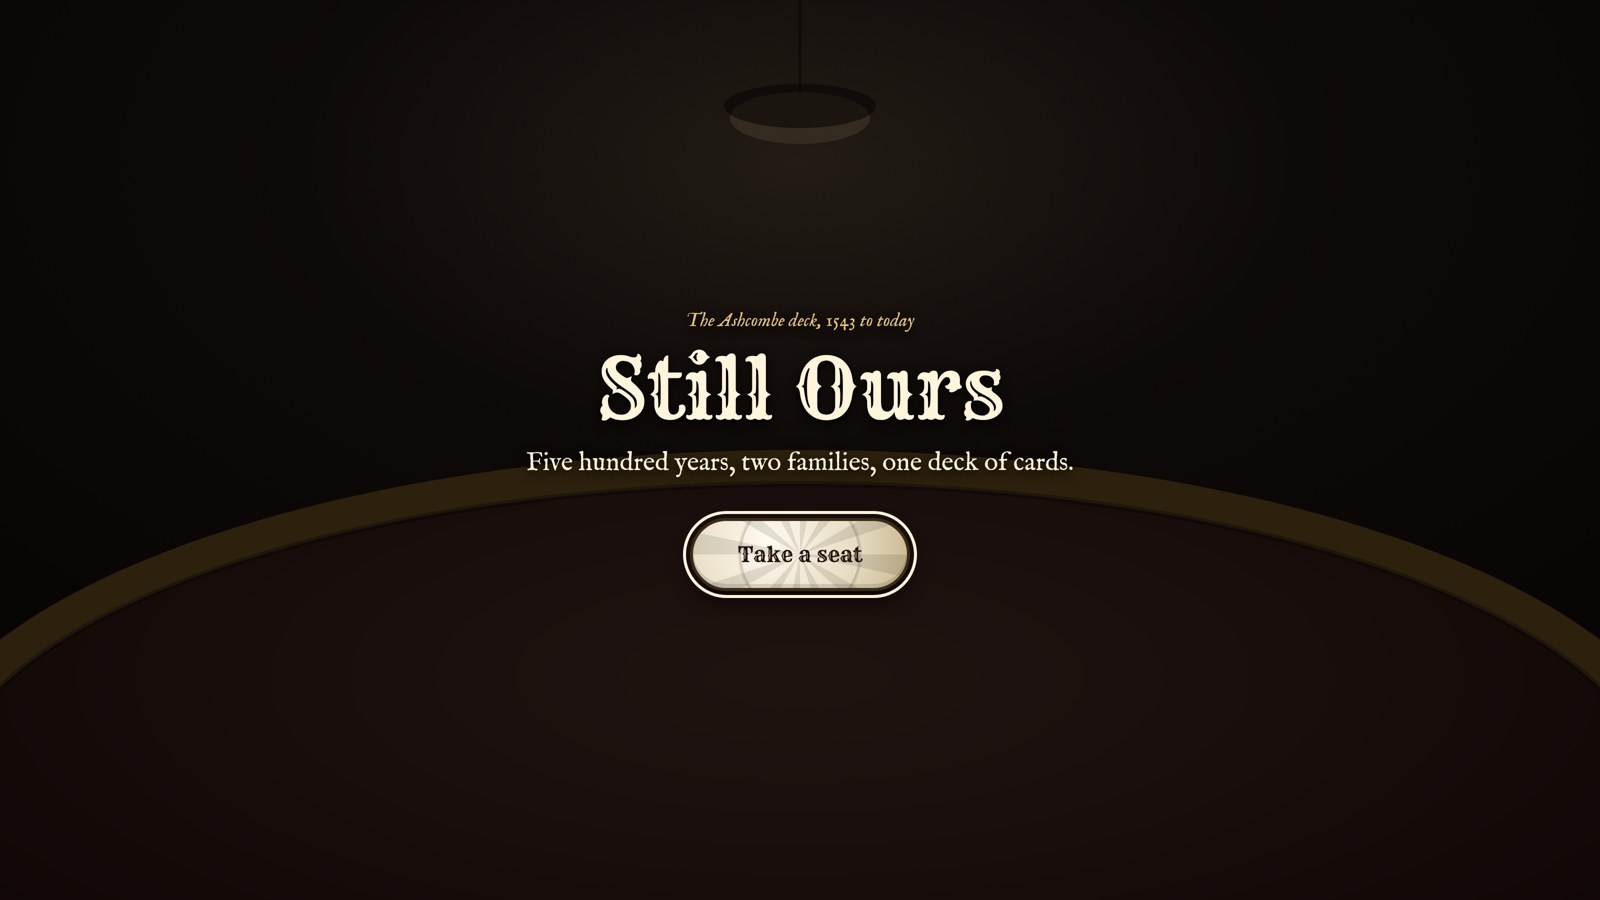 The Ashcombe deck, 1543 to today
Still Ours
Five hundred years, two families, one deck of cards.
Take a seat